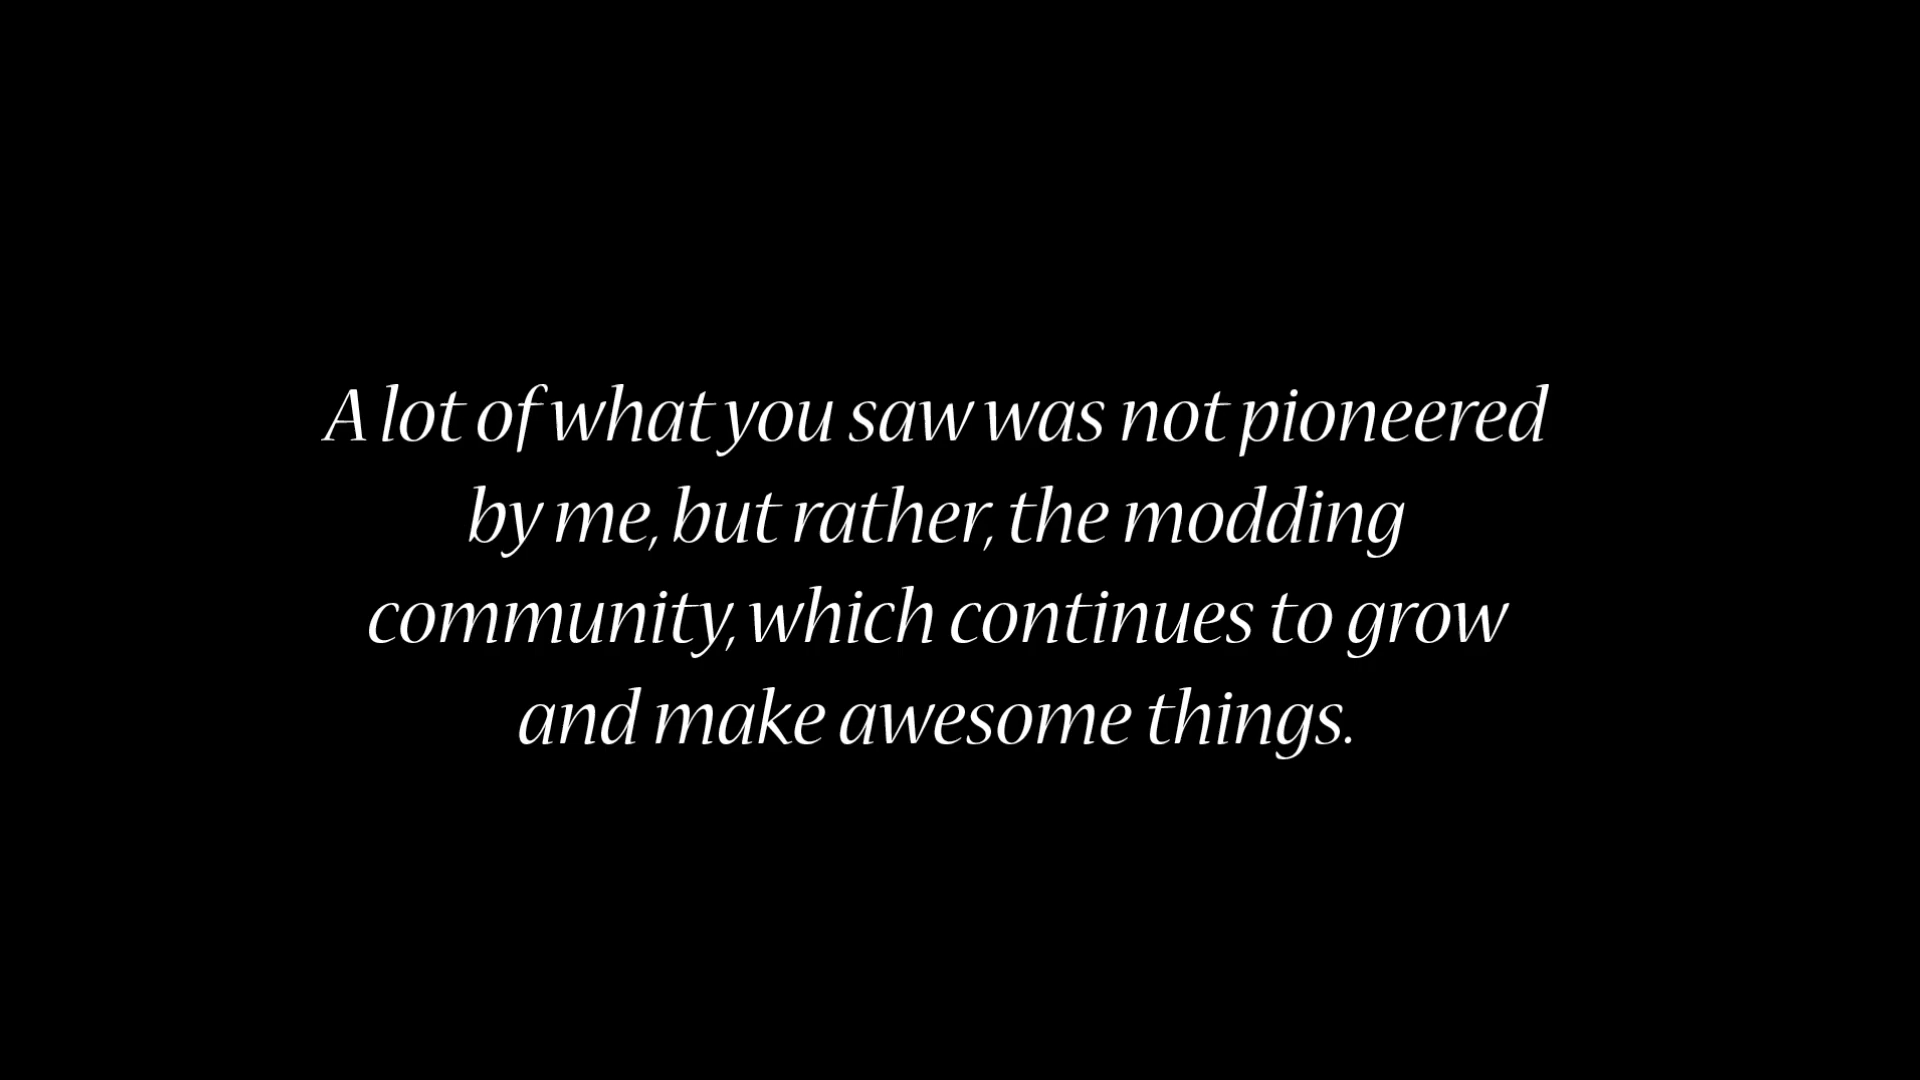 A lot of what you saw was not pioneered
by me, but rather, the modding
community, which continues to grow
and make awesome things.